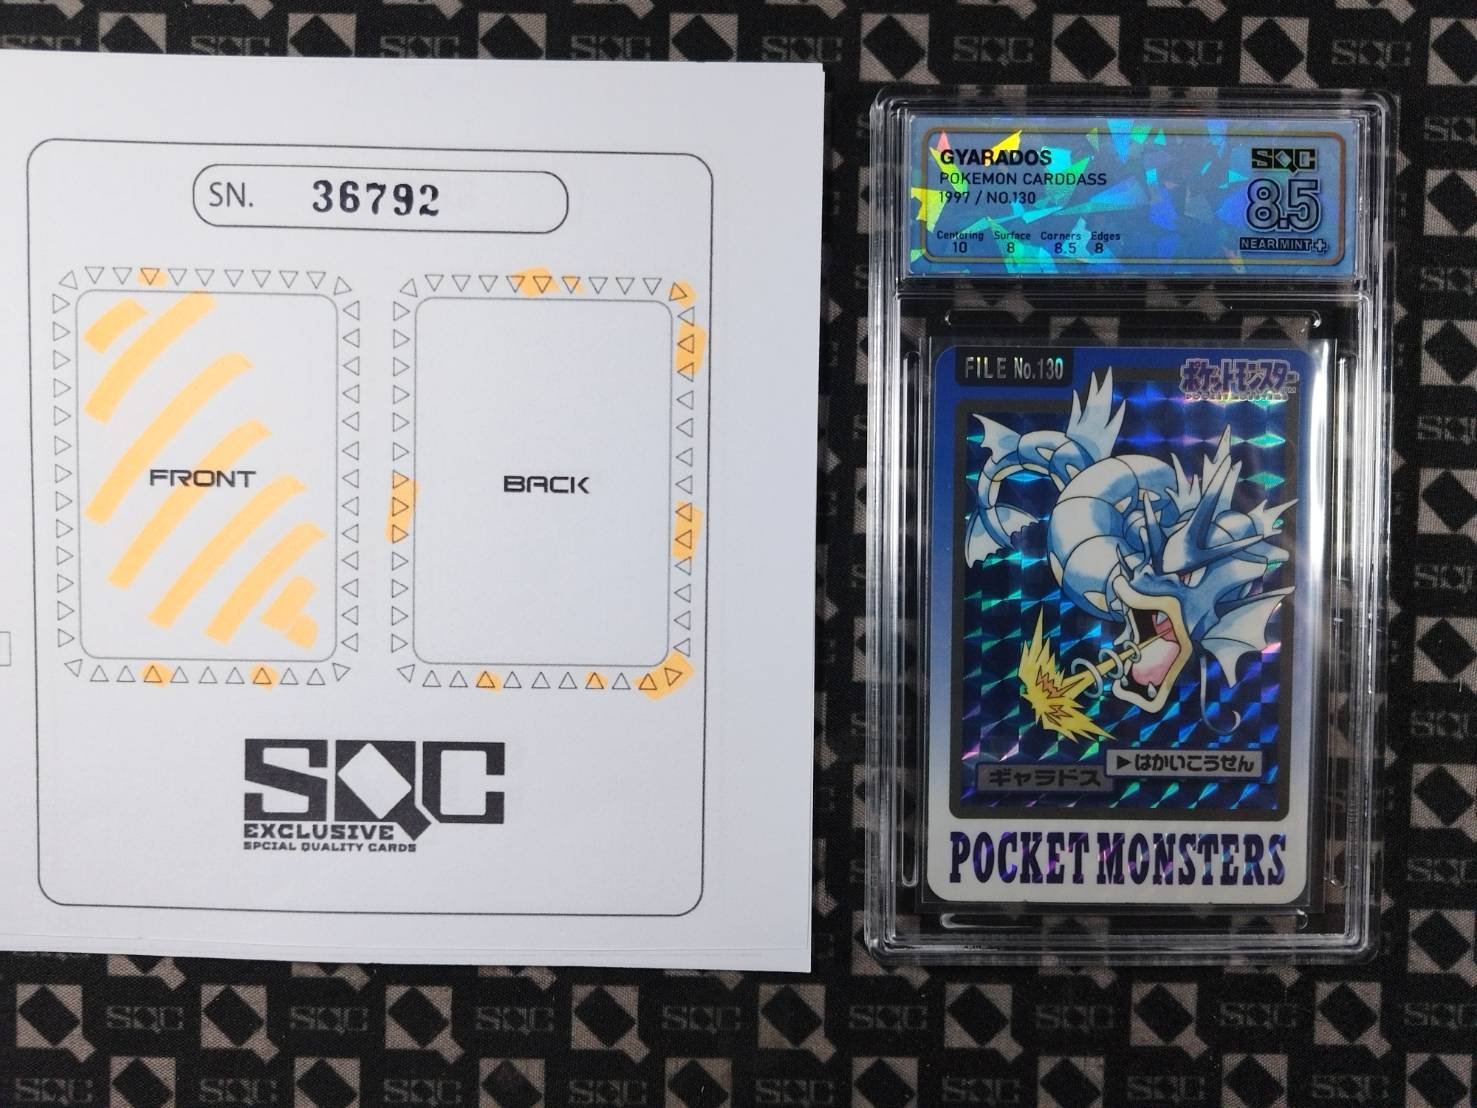 SN. 36792
FRONT
BACK
SQC
EXCLUSIVE
SPCIAL QUALITY CARDS
GYARADOS
POKEMON CARDDASS
1997 / NO.130
Centering Surface Corners Edges
10 8 8.5 8
SQC
8.5
NEAR MINT +
FILE No.130
ポケットモンスター
POCKET MONSTERS
ギャラドス
▶はかいこうせん
POCKET MONSTERS